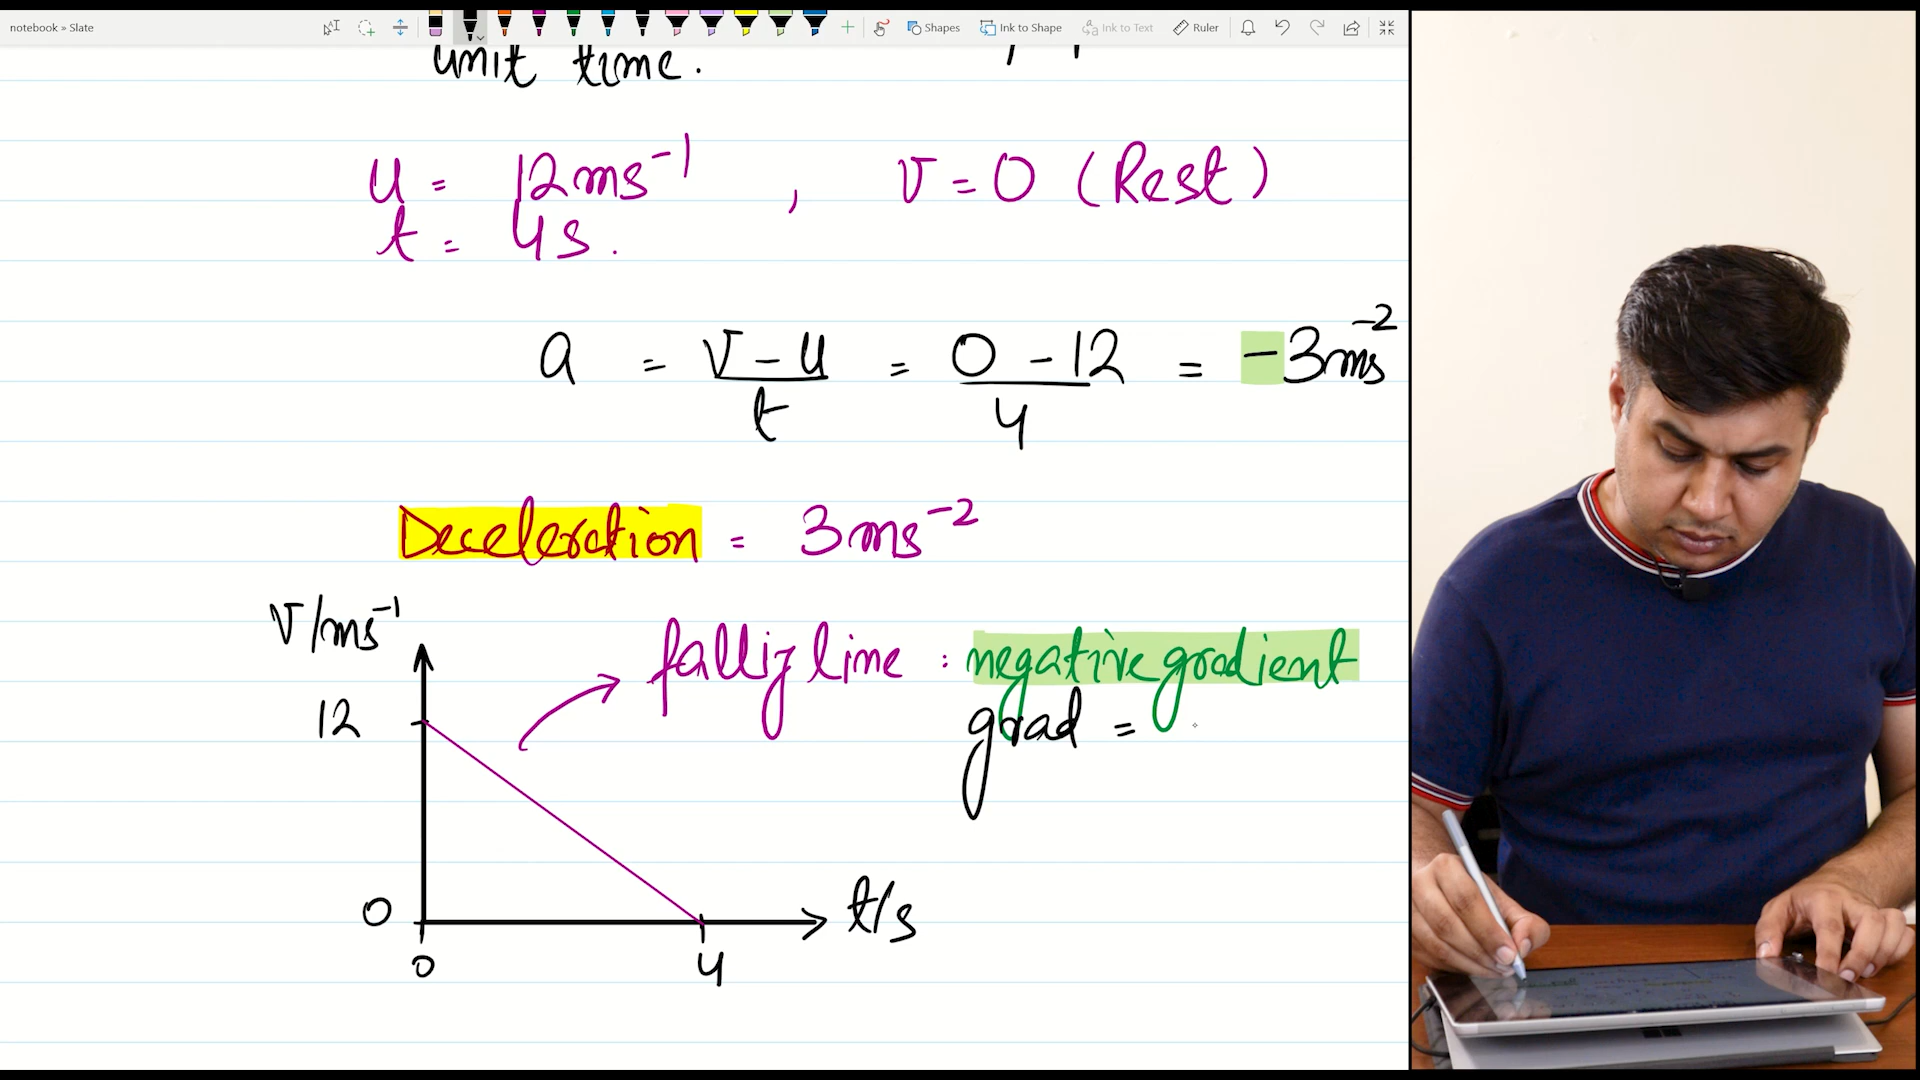 notebook » Slate
Shapes Ink to Shape Ink to Text Ruler
unit time.
u = 12ms⁻¹ , v = 0 (Rest)
t = 4s.
a = v - u / t = 0 - 12 / 4 = -3ms⁻²
Deceleration = 3ms⁻²
v/ms⁻¹
falling line : negative gradient
12
grad =
0
t/s
0 4